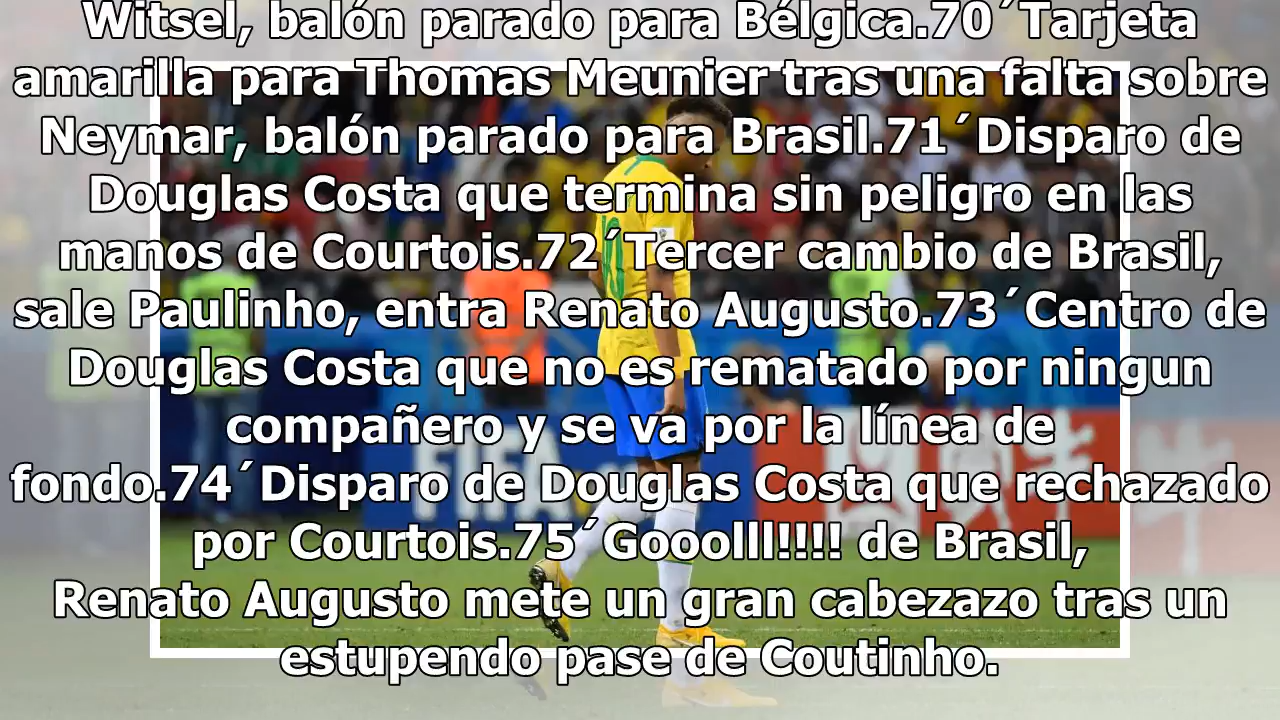 Witsel, balón parado para Bélgica.70´Tarjeta
amarilla para Thomas Meunier tras una falta sobre
Neymar, balón parado para Brasil.71´Disparo de
Douglas Costa que termina sin peligro en las
manos de Courtois.72´Tercer cambio de Brasil,
sale Paulinho, entra Renato Augusto.73´Centro de
Douglas Costa que no es rematado por ningun
compañero y se va por la línea de
fondo.74´Disparo de Douglas Costa que rechazado
por Courtois.75´Gooolll!!!! de Brasil,
Renato Augusto mete un gran cabezazo tras un
estupendo pase de Coutinho.
10
FIFA